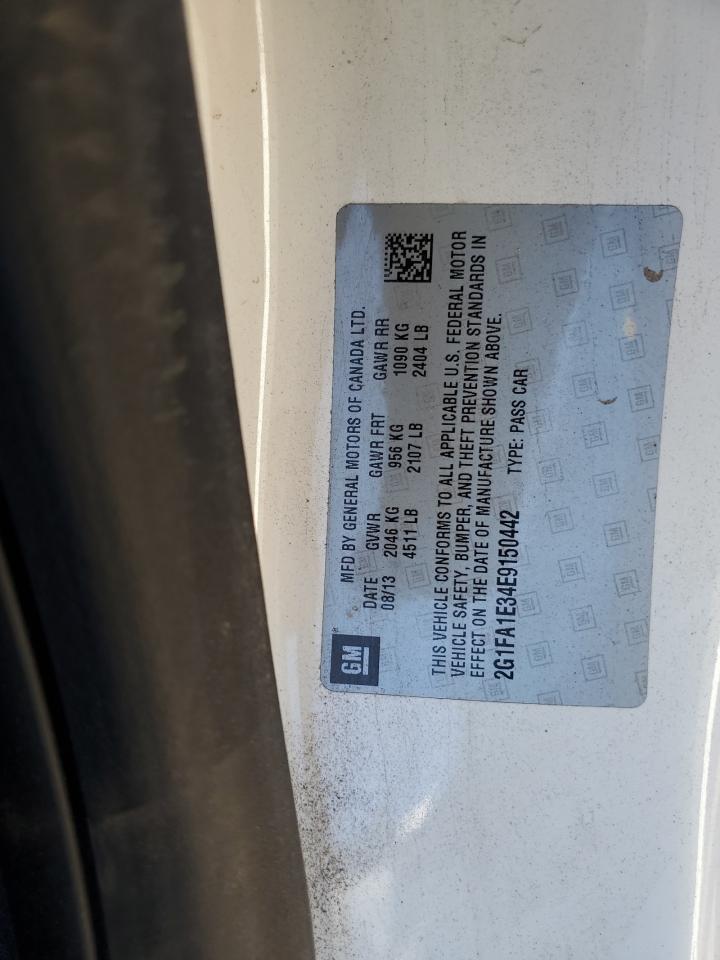 GM
MFD BY GENERAL MOTORS OF CANADA LTD.
DATE GVWR GAWR FRT GAWR RR
08/13 2046 KG 956 KG 1090 KG
4511 LB 2107 LB 2404 LB
THIS VEHICLE CONFORMS TO ALL APPLICABLE U.S. FEDERAL MOTOR
VEHICLE SAFETY, BUMPER, AND THEFT PREVENTION STANDARDS IN
EFFECT ON THE DATE OF MANUFACTURE SHOWN ABOVE.
2G1FA1E34E9150442 TYPE: PASS CAR